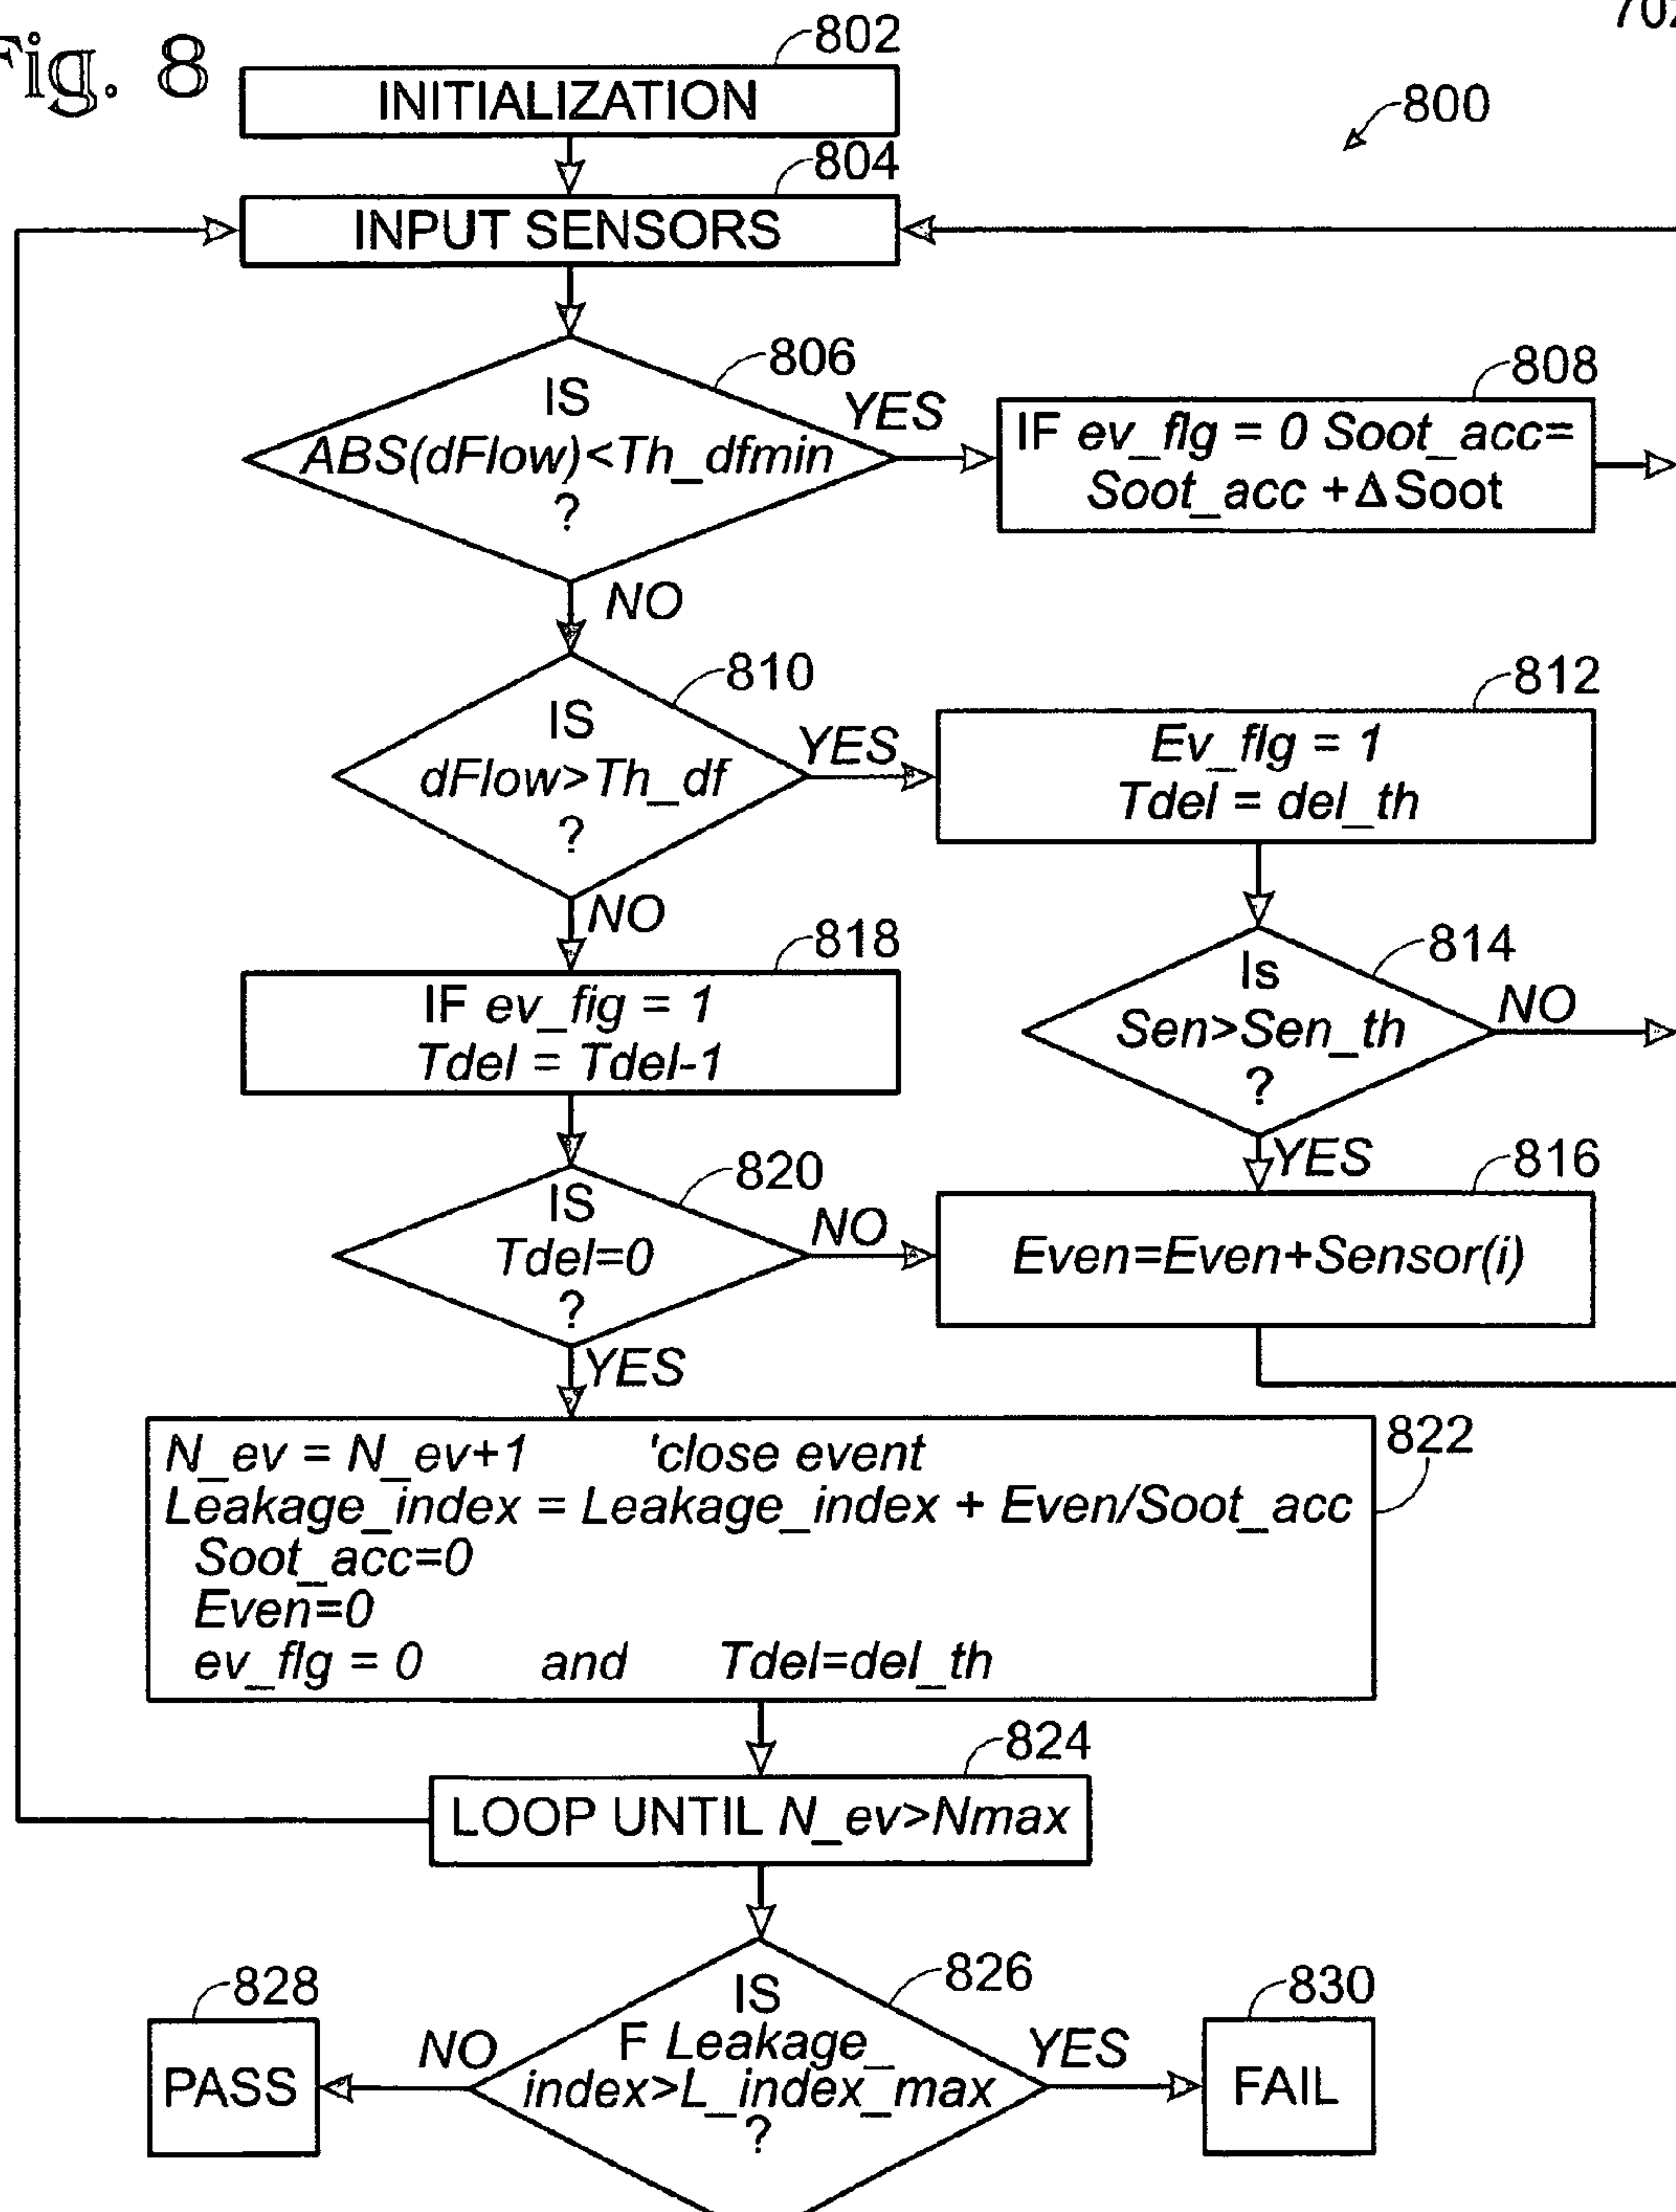 Fig. 8
702
802
INITIALIZATION
800
804
INPUT SENSORS
806
IS
ABS(dFlow)<Th_dfmin
?
YES
808
IF ev_flg = 0 Soot_acc=
Soot_acc +Δ Soot
NO
810
IS
dFlow>Th_df
?
YES
812
Ev_flg = 1
Tdel = del_th
NO
814
Is
Sen>Sen_th
?
NO
818
IF ev_fig = 1
Tdel = Tdel-1
YES
816
Even=Even+Sensor(i)
820
IS
Tdel=0
?
NO
YES
822
N_ev = N_ev+1 'close event
Leakage_index = Leakage_index + Even/Soot_acc
Soot_acc=0
Even=0
ev_flg = 0 and Tdel=del_th
824
LOOP UNTIL N_ev>Nmax
826
IS
F Leakage_
index>L_index_max
?
NO
828
PASS
YES
830
FAIL